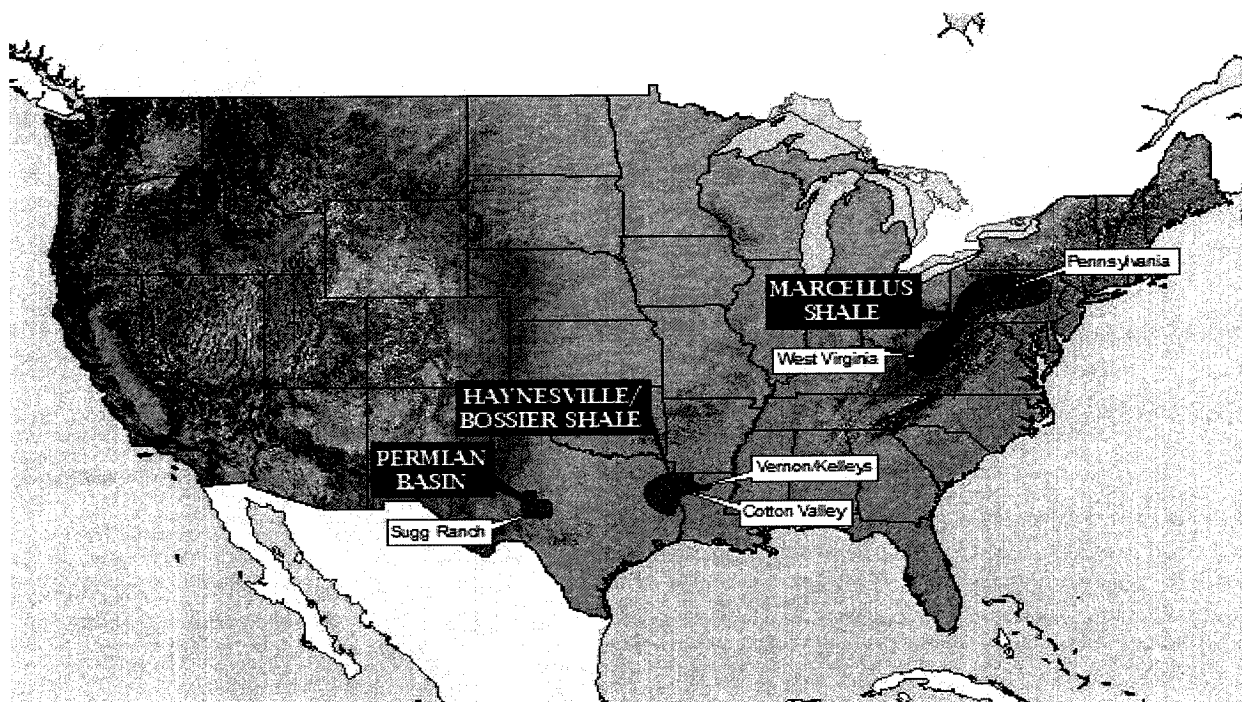 Pennsylvania
MARCELLUS
SHALE
West Virginia
HAYNESVILLE/
BOSSIER SHALE
PERMIAN
BASIN
Vernon/Kelleys
Cotton Valley
Sugg Ranch